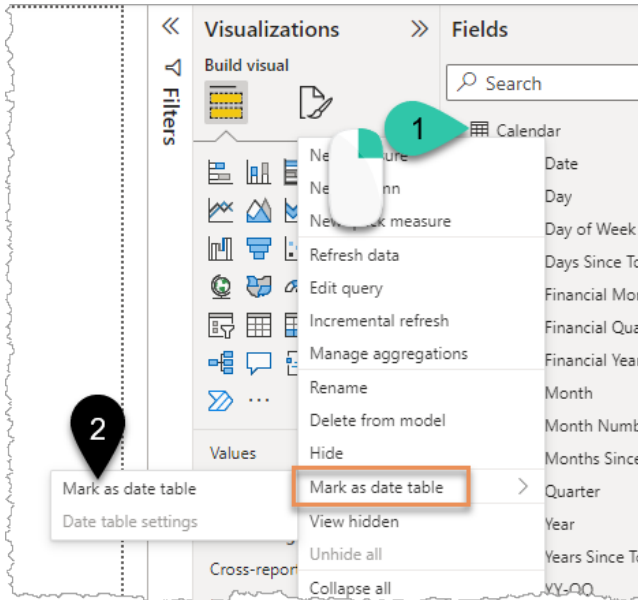 Visualizations
Fields
Build visual
Search
Filters
1
Calendar
Date
Day
Day of Week
Days Since To
Financial Mo
Financial Qua
Financial Year
Month
Month Numb
Months Since
Quarter
Year
Years Since To
YY-QQ
measure
New quick measure
Refresh data
Edit query
Incremental refresh
Manage aggregations
Rename
Delete from model
Hide
Mark as date table
View hidden
Unhide all
Collapse all
2
Values
Mark as date table
Date table settings
Cross-report